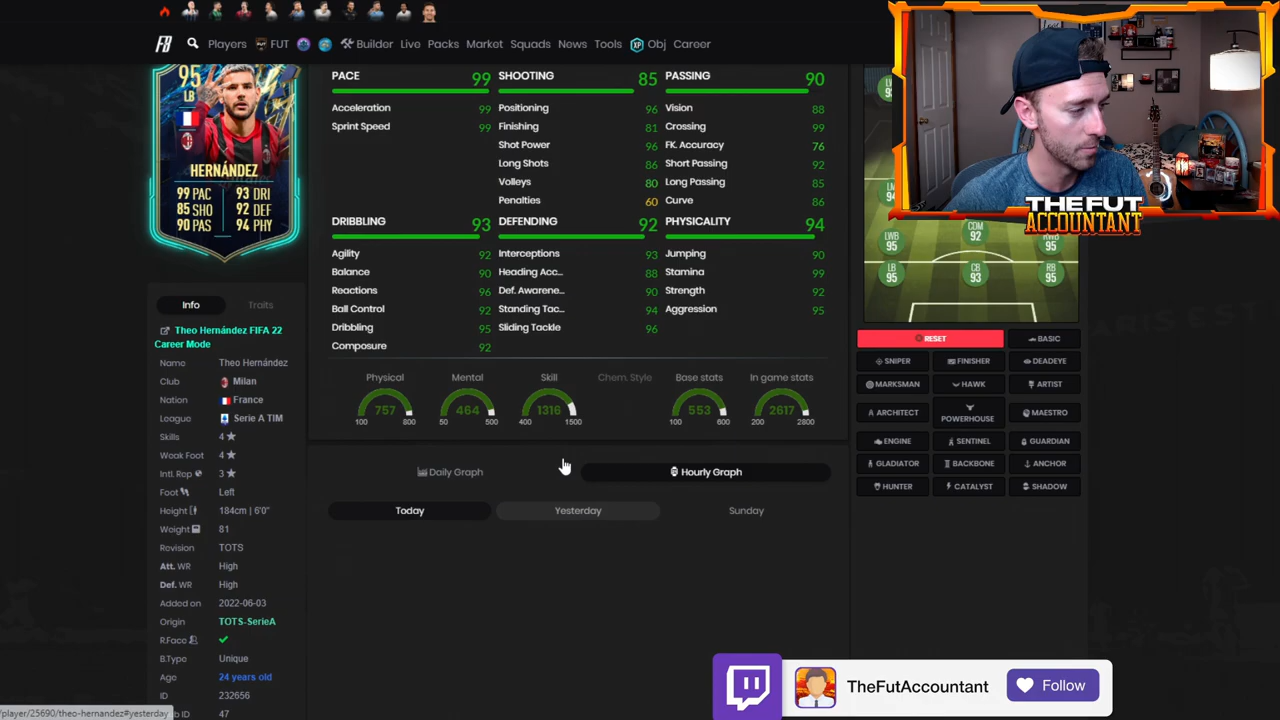 FB Players FUT Builder Live Packs Market Squads News Tools XP Obj Career
95
LB
HERNÁNDEZ
99 PAC 93 DRI
85 SHO 92 DEF
90 PAS 94 PHY
PACE 99
Acceleration 99
Sprint Speed 99
SHOOTING 85
Positioning 96
Finishing 81
Shot Power 96
Long Shots 86
Volleys 80
Penalties 60
PASSING 90
Vision 88
Crossing 99
FK. Accuracy 76
Short Passing 92
Long Passing 85
Curve 86
DRIBBLING 93
Agility 92
Balance 90
Reactions 96
Ball Control 92
Dribbling 95
Composure 92
DEFENDING 92
Interceptions 93
Heading Acc... 88
Def. Awarene... 90
Standing Tac... 94
Sliding Tackle 96
PHYSICALITY 94
Jumping 90
Stamina 99
Strength 92
Aggression 95
Physical Mental Skill Chem. Style Base stats In game stats
757 464 1316 553 2617
100 800 50 500 400 1500 100 600 200 2800
Daily Graph Hourly Graph
Today Yesterday Sunday
Info Traits
Theo Hernández FIFA 22
Career Mode
Name Theo Hernández
Club Milan
Nation France
League Serie A TIM
Skills 4
Weak Foot 4
Intl. Rep 3
Foot Left
Height 184cm | 6'0"
Weight 81
Revision TOTS
Att. WR High
Def. WR High
Added on 2022-06-03
Origin TOTS-SerieA
R.Face
B.Type Unique
Age 24 years old
ID 232656
47
/player/25690/theo-hernandez#yesterday
LM
LWB
95
CDM
92
RWB
95
LB
95
CB
93
RB
95
RESET BASIC
SNIPER FINISHER DEADEYE
MARKSMAN HAWK ARTIST
ARCHITECT POWERHOUSE MAESTRO
ENGINE SENTINEL GUARDIAN
GLADIATOR BACKBONE ANCHOR
HUNTER CATALYST SHADOW
THE FUT
ACCOUNTANT
TheFutAccountant Follow